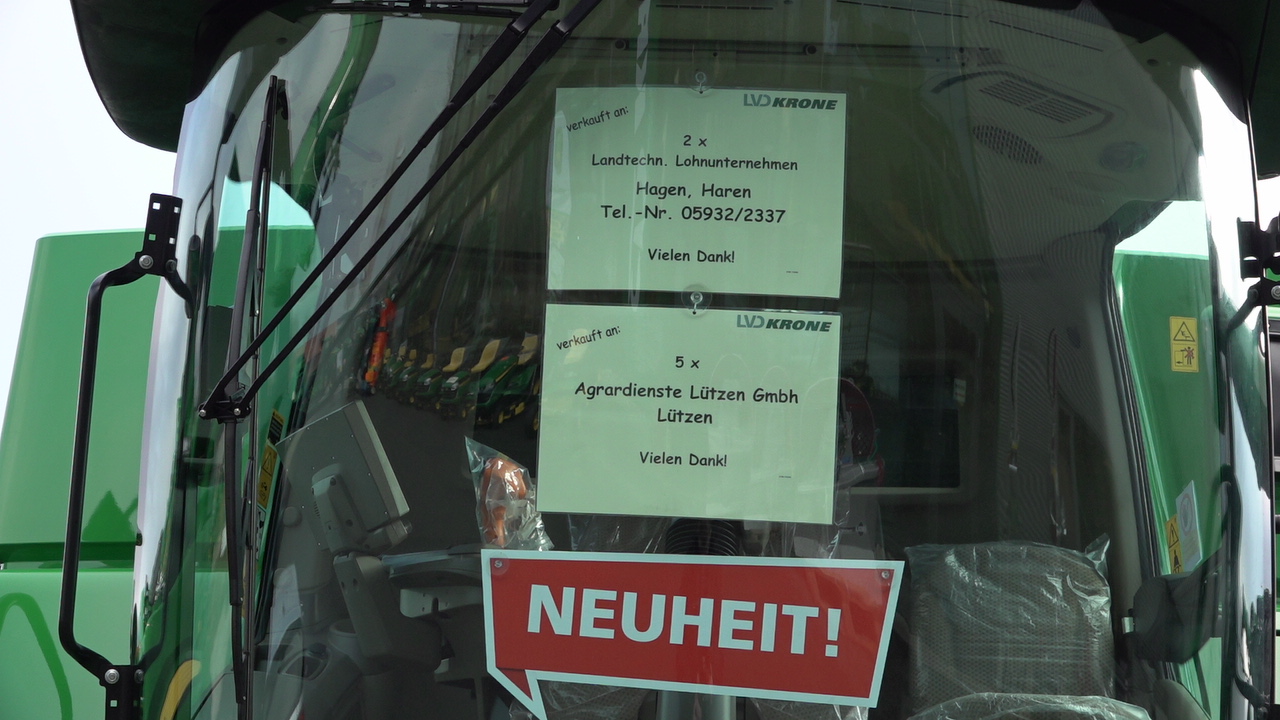 verkauft an:
LVD KRONE
2 x
Landtechn. Lohnunternehmen
Hagen, Haren
Tel.-Nr. 05932/2337
Vielen Dank!
verkauft an:
LVD KRONE
5 x
Agrardienste Lützen Gmbh
Lützen
Vielen Dank!
NEUHEIT!